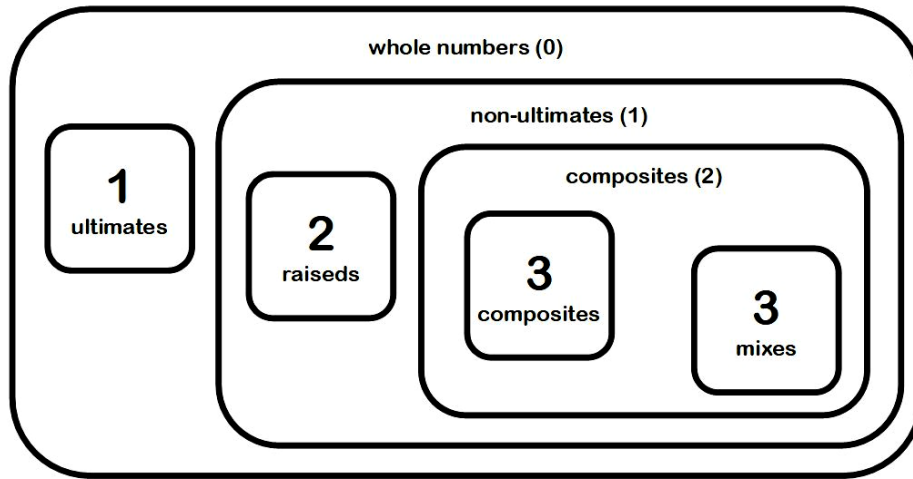 whole numbers (0)
non-ultimates (1)
composites (2)
1
ultimates
2
raiseds
3
composites
3
mixes